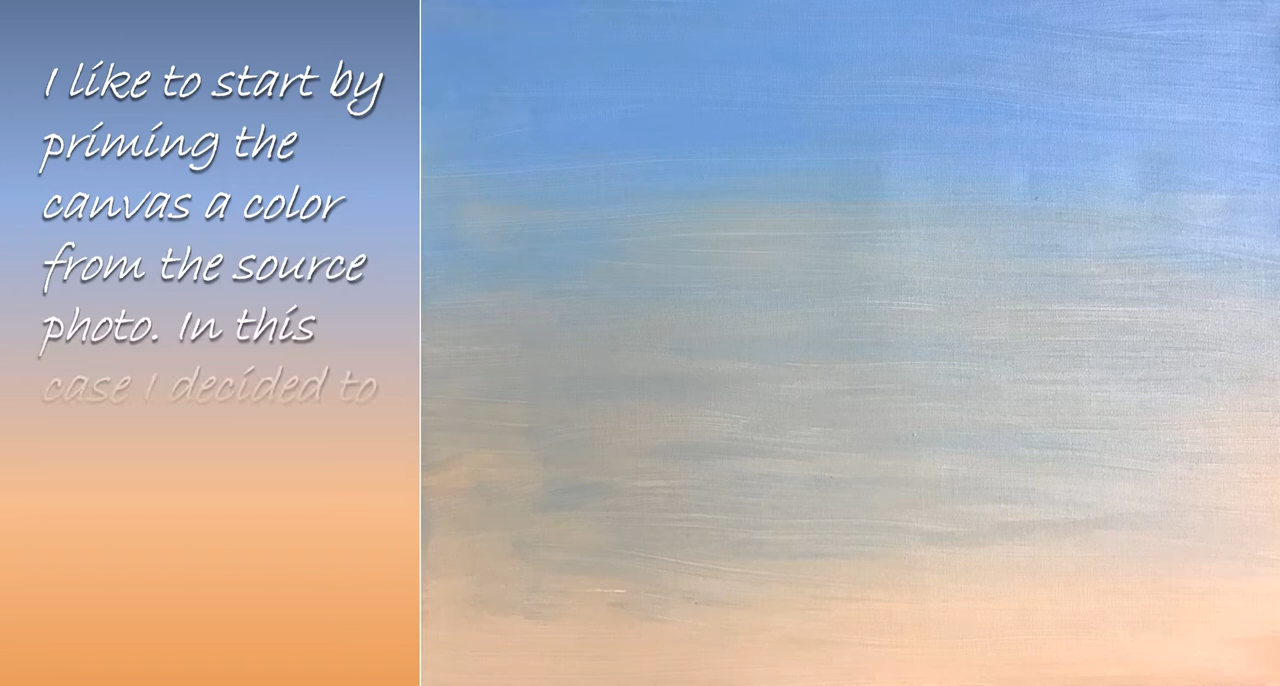 I like to start by
priming the
canvas a color
from the source
photo. In this
case I decided to